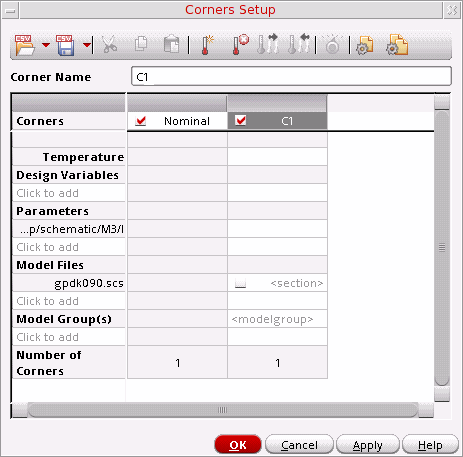 Corners Setup
CSV CSV
Corner Name C1
Corners Nominal C1
Temperature
Design Variables
Click to add
Parameters
...p/schematic/M3/l
Click to add
Model Files
gpdk090.scs <section>
Click to add
Model Group(s) <modelgroup>
Click to add
Number of
Corners 1 1
OK Cancel Apply Help